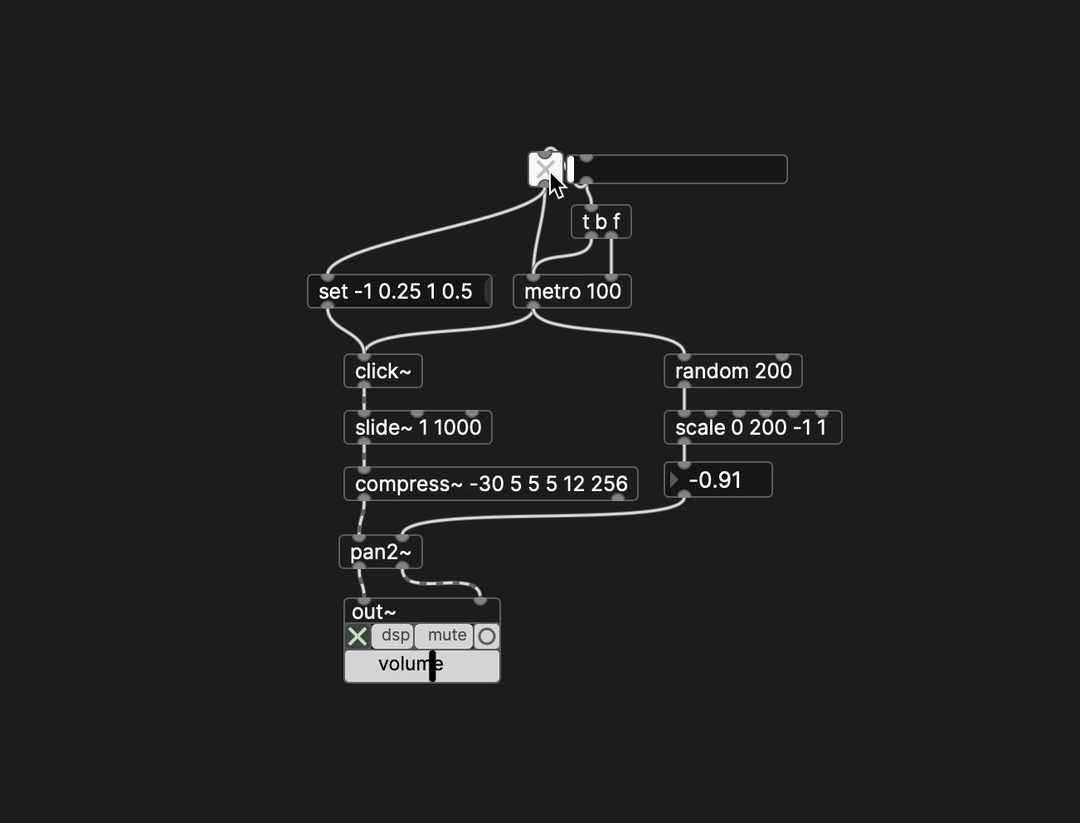 t b f
set -1 0.25 1 0.5
metro 100
click~
random 200
slide~ 1 1000
scale 0 200 -1 1
compress~ -30 5 5 5 12 256
-0.91
pan2~
out~
dsp mute
volume